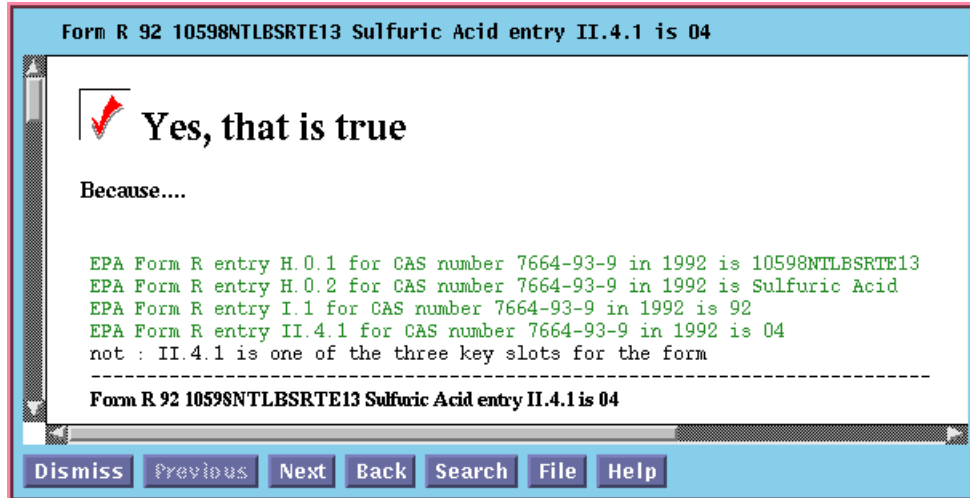 Form R 92 10598NTLBSRTE13 Sulfuric Acid entry II.4.1 is 04
Yes, that is true
Because....
EPA Form R entry H.0.1 for CAS number 7664-93-9 in 1992 is 10598NTLBSRTE13
EPA Form R entry H.0.2 for CAS number 7664-93-9 in 1992 is Sulfuric Acid
EPA Form R entry I.1 for CAS number 7664-93-9 in 1992 is 92
EPA Form R entry II.4.1 for CAS number 7664-93-9 in 1992 is 04
not : II.4.1 is one of the three key slots for the form
------------------------------------------------------------------------
Form R 92 10598NTLBSRTE13 Sulfuric Acid entry II.4.1 is 04
Dismiss Previous Next Back Search File Help